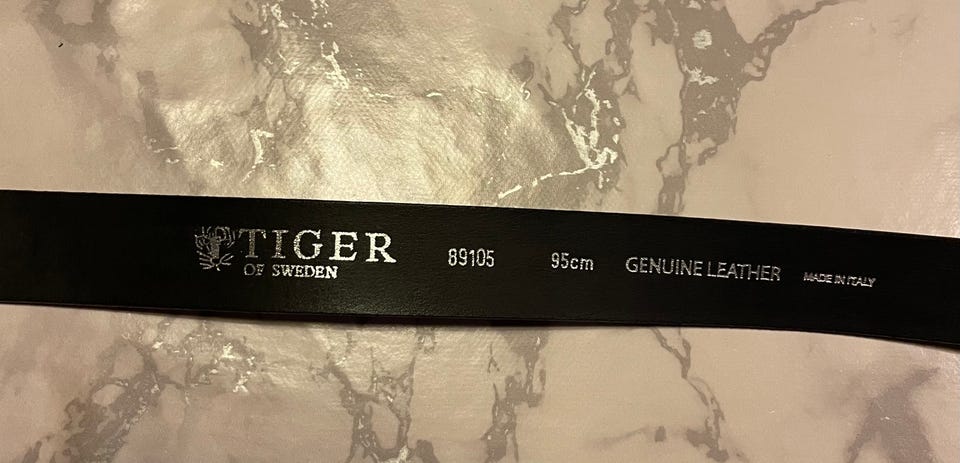 TIGER
OF SWEDEN
89105
95cm
GENUINE LEATHER
MADE IN ITALY